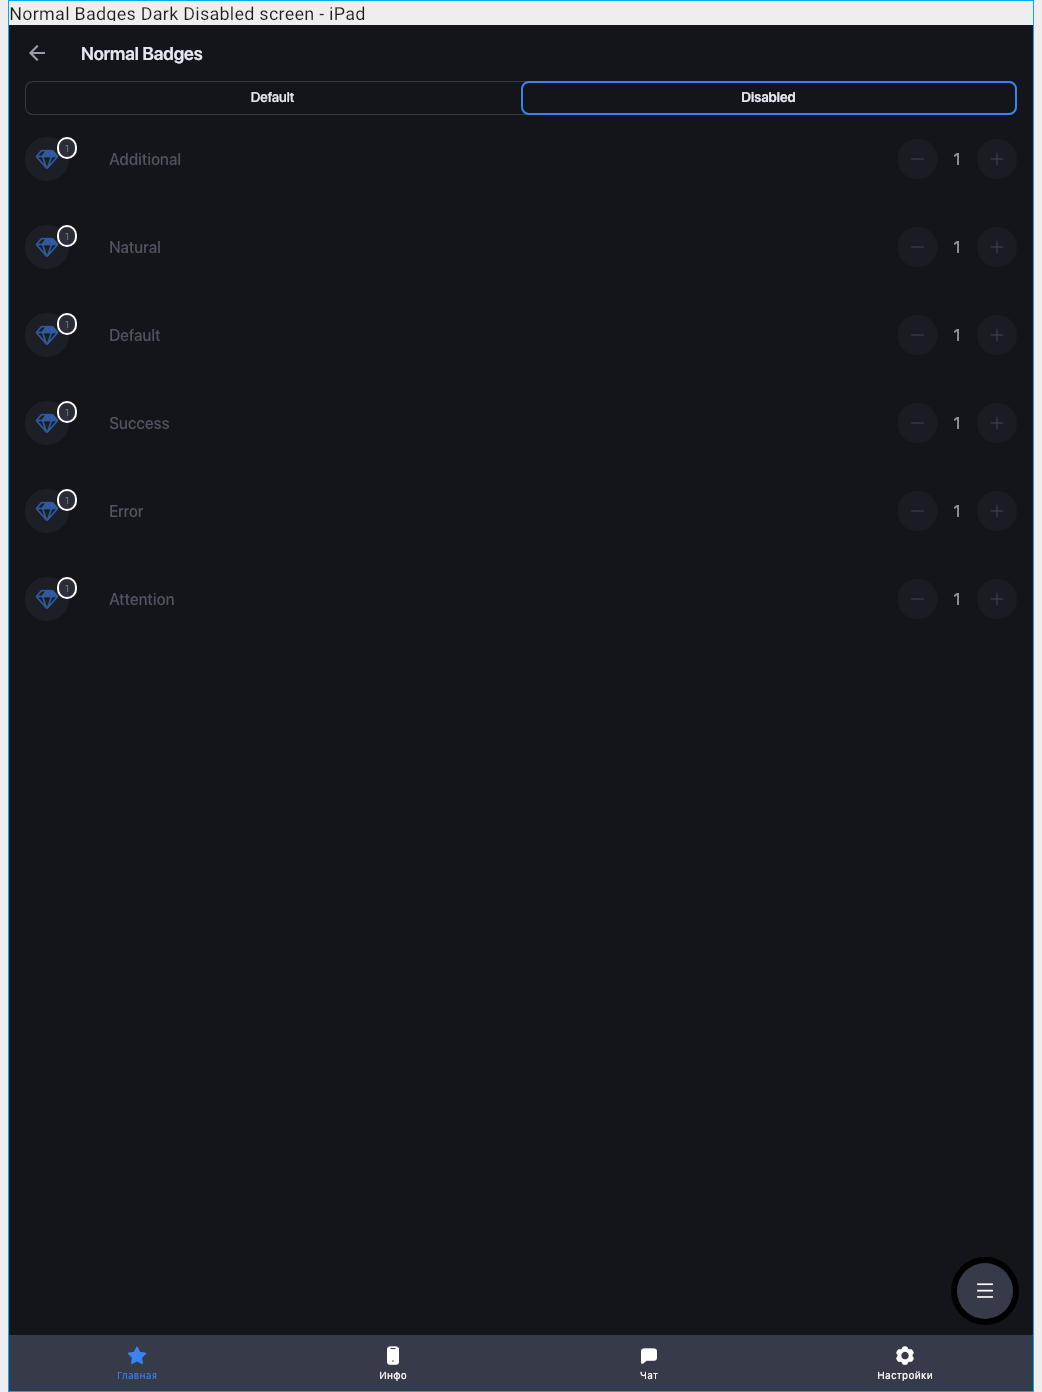 Normal Badges Dark Disabled screen - iPad
Normal Badges
Default
Disabled
1
Additional
1
1
Natural
1
1
Default
1
1
Success
1
1
Error
1
1
Attention
1
Главная
Инфо
Чат
Настройки